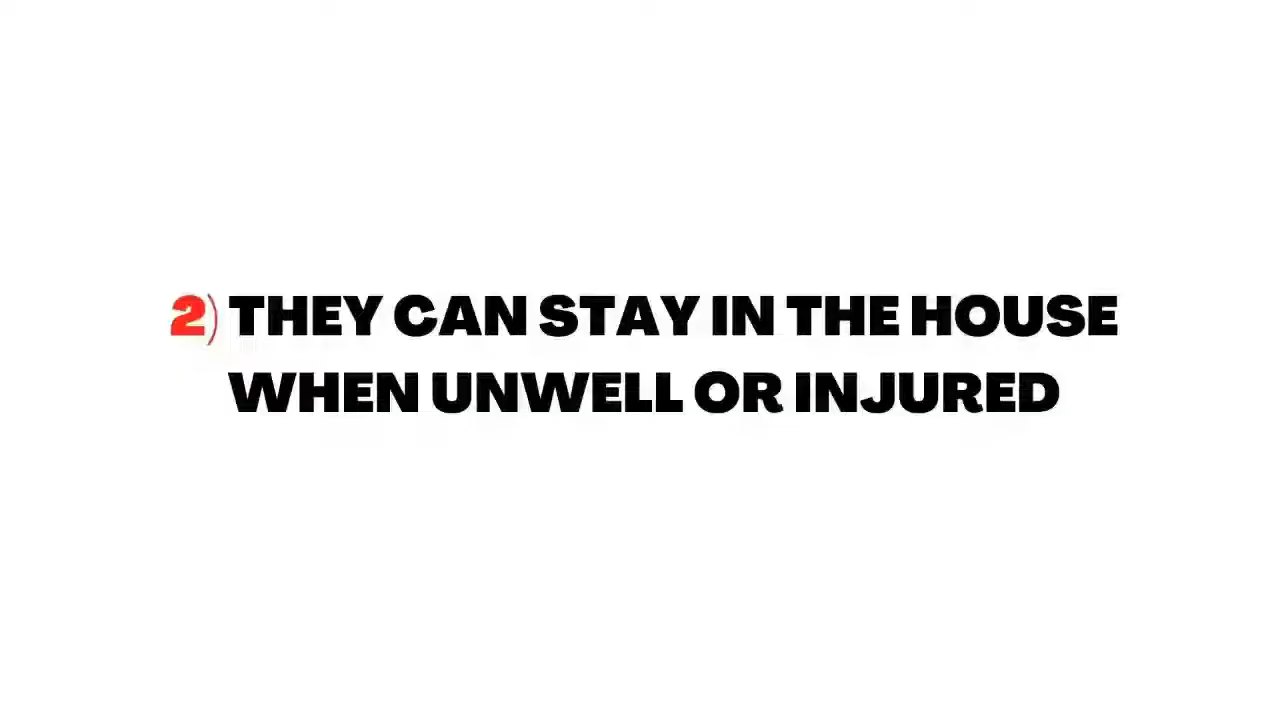 2) THEY CAN STAY IN THE HOUSE
WHEN UNWELL OR INJURED